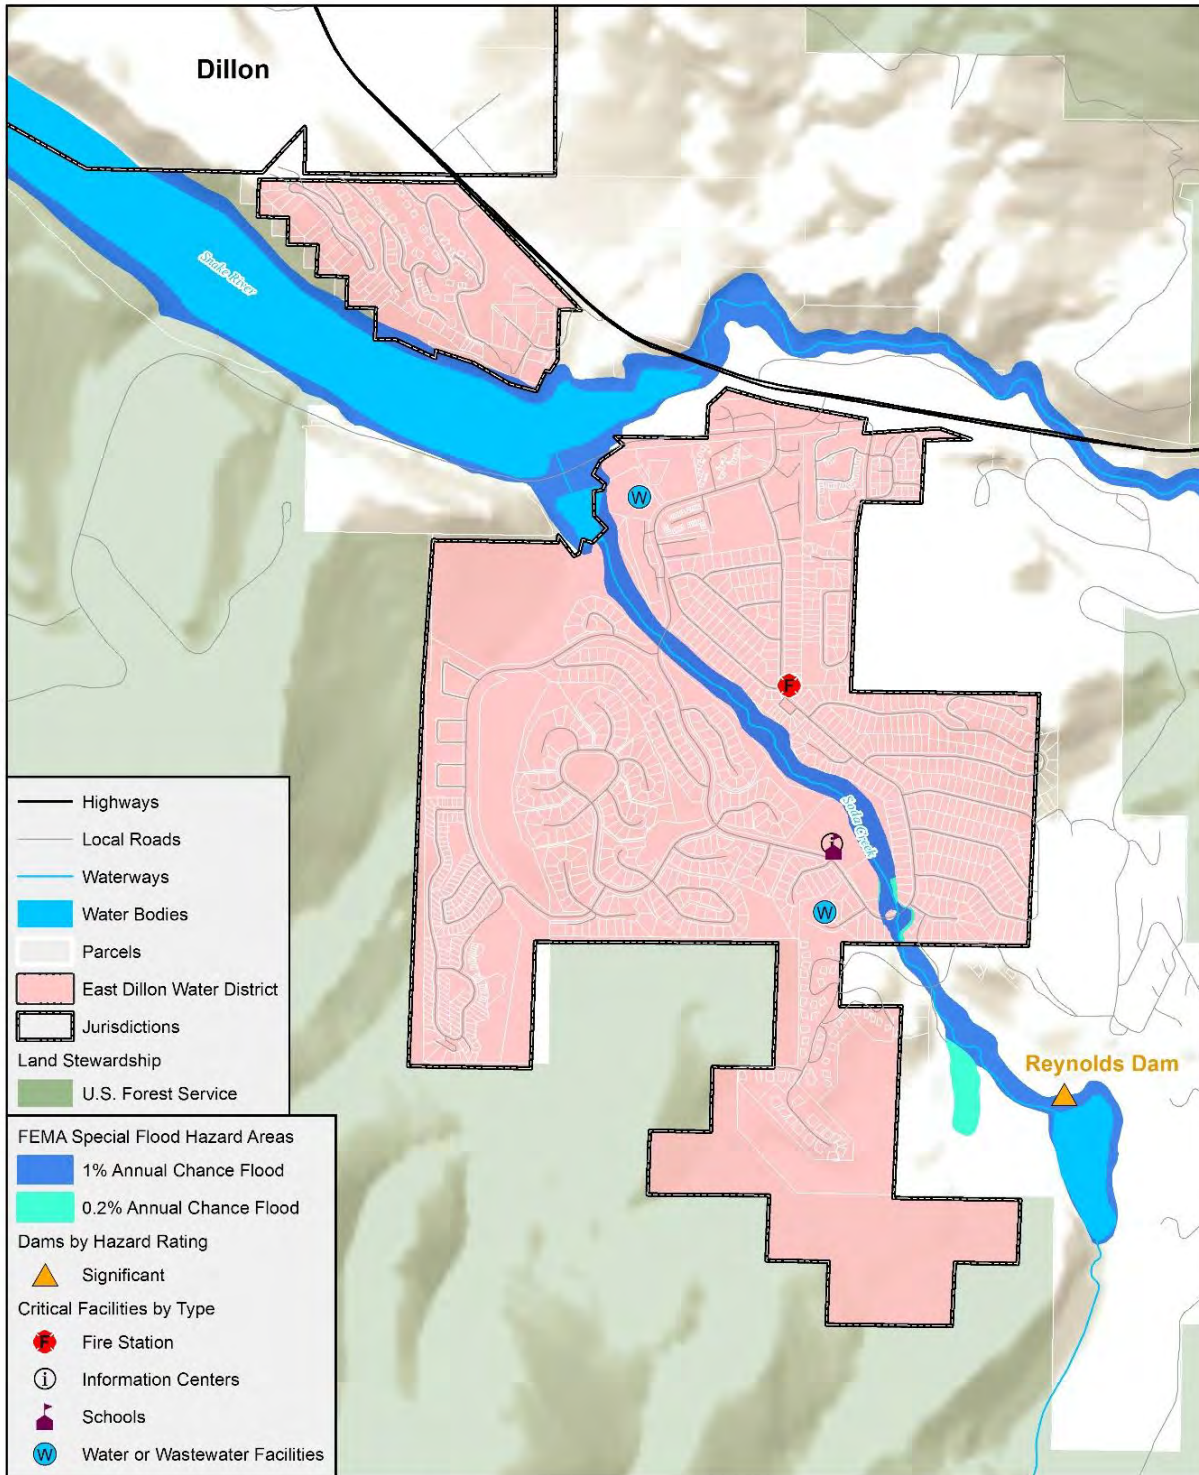 Dillon
Snake River
F
W
Soda Creek
i
W
Reynolds Dam
Highways
Local Roads
Waterways
Water Bodies
Parcels
East Dillon Water District
Jurisdictions
Land Stewardship
U.S. Forest Service
FEMA Special Flood Hazard Areas
1% Annual Chance Flood
0.2% Annual Chance Flood
Dams by Hazard Rating
Significant
Critical Facilities by Type
F Fire Station
i Information Centers
Schools
W Water or Wastewater Facilities